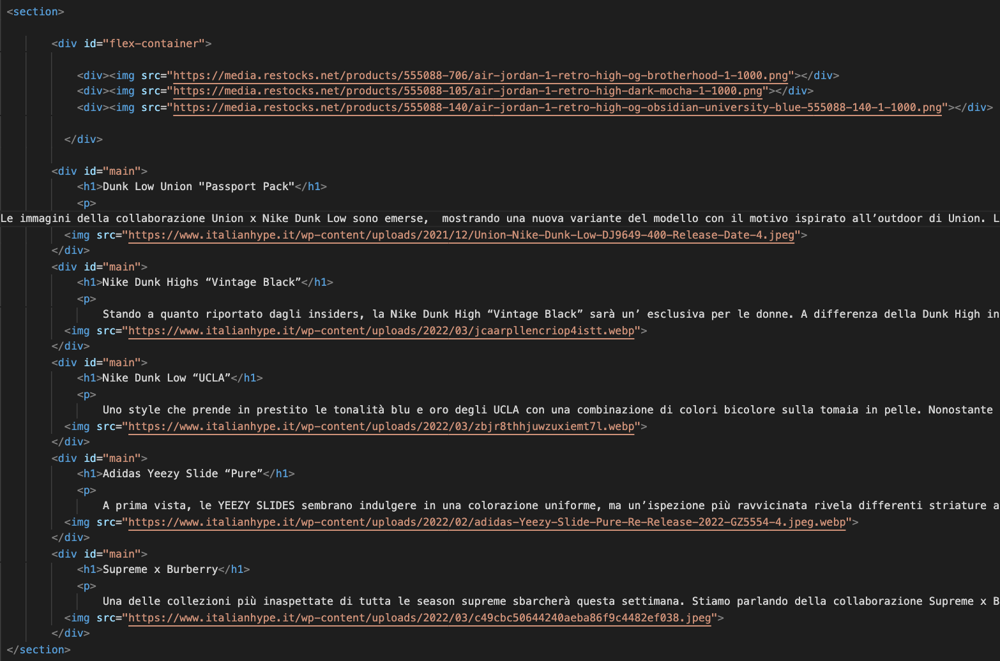 <section>
<div id="flex-container">
<div><img src="https://media.restocks.net/products/555088-706/air-jordan-1-retro-high-og-brotherhood-1-1000.png"></div>
<div><img src="https://media.restocks.net/products/555088-105/air-jordan-1-retro-high-dark-mocha-1-1000.png"></div>
<div><img src="https://media.restocks.net/products/555088-140/air-jordan-1-retro-high-og-obsidian-university-blue-555088-140-1-1000.png"></div>
</div>
<div id="main">
<h1>Dunk Low Union "Passport Pack"</h1>
<p>
Le immagini della collaborazione Union x Nike Dunk Low sono emerse,  mostrando una nuova variante del modello con il motivo ispirato all’outdoor di Union. L
<img src="https://www.italianhype.it/wp-content/uploads/2021/12/Union-Nike-Dunk-Low-DJ9649-400-Release-Date-4.jpeg">
</div>
<div id="main">
<h1>Nike Dunk Highs “Vintage Black”</h1>
<p>
Stando a quanto riportato dagli insiders, la Nike Dunk High “Vintage Black” sarà un’ esclusiva per le donne. A differenza della Dunk High in
<img src="https://www.italianhype.it/wp-content/uploads/2022/03/jcaarpllencriop4istt.webp">
</div>
<div id="main">
<h1>Nike Dunk Low “UCLA”</h1>
<p>
Uno style che prende in prestito le tonalità blu e oro degli UCLA con una combinazione di colori bicolore sulla tomaia in pelle. Nonostante
<img src="https://www.italianhype.it/wp-content/uploads/2022/03/zbjr8thhjuwzuxiemt7l.webp">
</div>
<div id="main">
<h1>Adidas Yeezy Slide “Pure”</h1>
<p>
A prima vista, le YEEZY SLIDES sembrano indulgere in una colorazione uniforme, ma un’ispezione più ravvicinata rivela differenti striature a
<img src="https://www.italianhype.it/wp-content/uploads/2022/02/adidas-Yeezy-Slide-Pure-Re-Release-2022-GZ5554-4.jpeg.webp">
</div>
<div id="main">
<h1>Supreme x Burberry</h1>
<p>
Una delle collezioni più inaspettate di tutta le season supreme sbarcherà questa settimana. Stiamo parlando della collaborazione Supreme x B
<img src="https://www.italianhype.it/wp-content/uploads/2022/03/c49cbc50644240aeba86f9c4482ef038.jpeg">
</div>
</section>